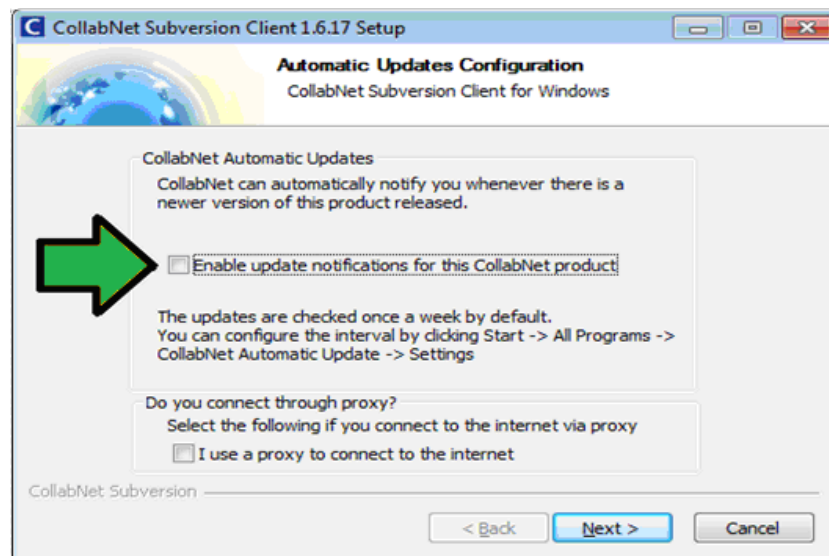 CollabNet Subversion Client 1.6.17 Setup
Automatic Updates Configuration
CollabNet Subversion Client for Windows
CollabNet Automatic Updates
CollabNet can automatically notify you whenever there is a
newer version of this product released.
Enable update notifications for this CollabNet product
The updates are checked once a week by default.
You can configure the interval by clicking Start -> All Programs ->
CollabNet Automatic Update -> Settings
Do you connect through proxy?
Select the following if you connect to the internet via proxy
I use a proxy to connect to the internet
CollabNet Subversion
< Back Next > Cancel